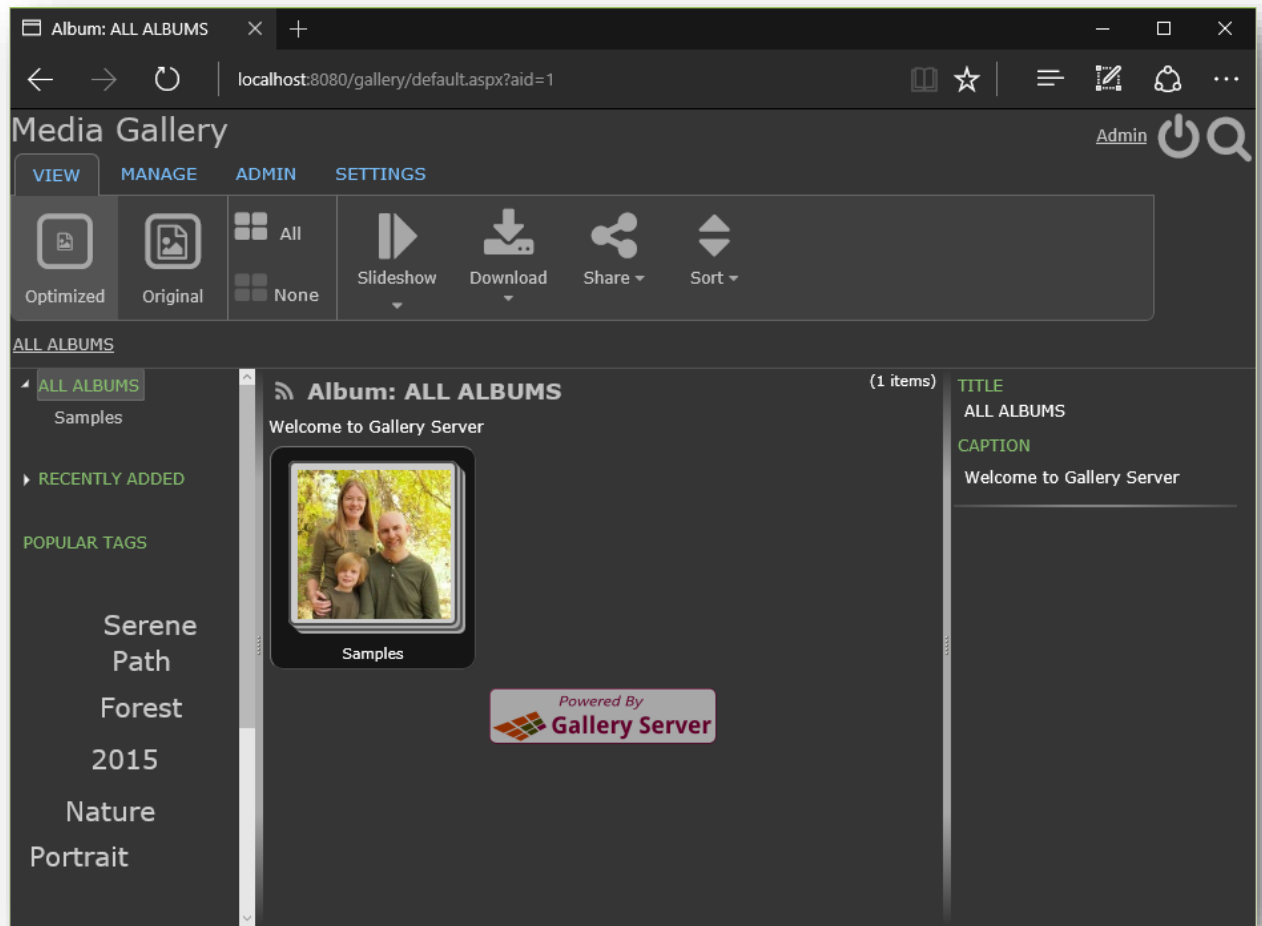 Album: ALL ALBUMS
localhost:8080/gallery/default.aspx?aid=1
Media Gallery
Admin
VIEW MANAGE ADMIN SETTINGS
Optimized
Original
All
None
Slideshow
Download
Share
Sort
ALL ALBUMS
ALL ALBUMS
Samples
RECENTLY ADDED
POPULAR TAGS
Serene
Path
Forest
2015
Nature
Portrait
Album: ALL ALBUMS
(1 items)
Welcome to Gallery Server
Samples
Powered By
Gallery Server
TITLE
ALL ALBUMS
CAPTION
Welcome to Gallery Server